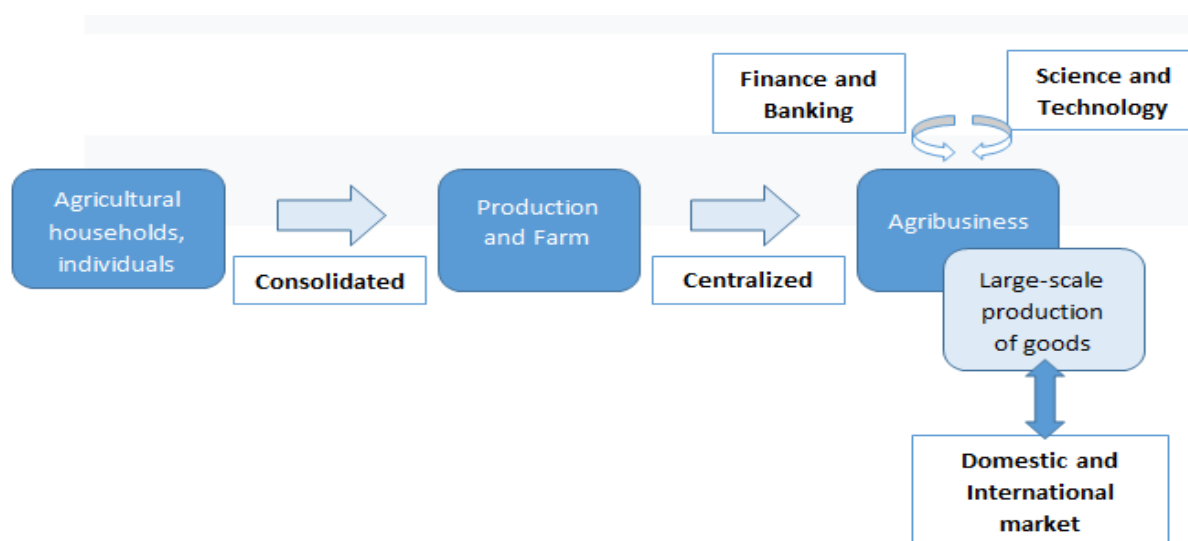 Finance and
Banking
Science and
Technology
Agricultural
households,
individuals
Consolidated
Production
and Farm
Centralized
Agribusiness
Large-scale
production
of goods
Domestic and
International
market